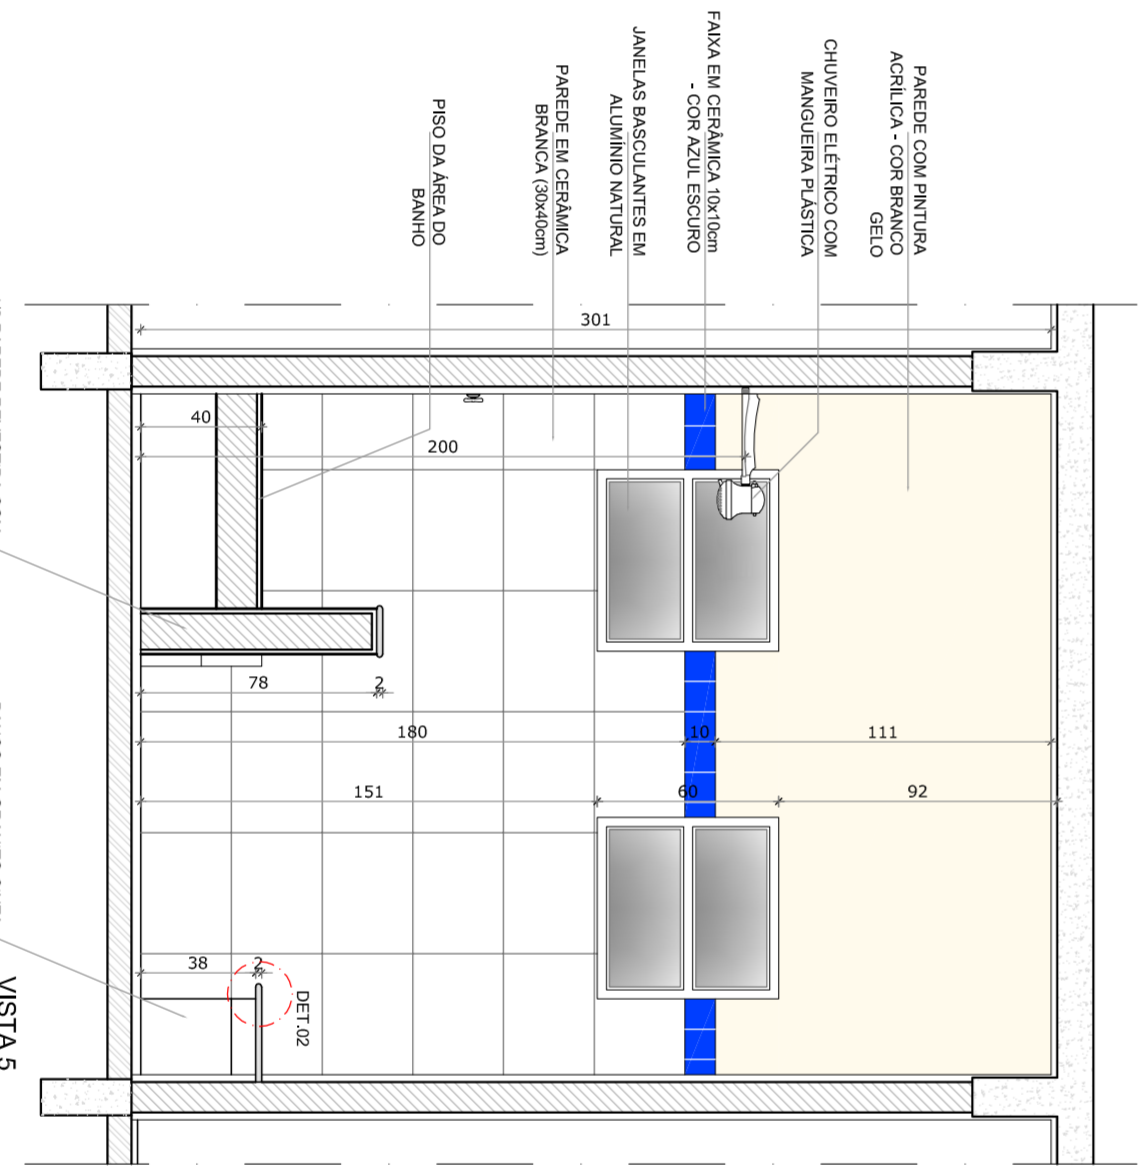 PAREDE COM PINTURA
ACRÍLICA - COR BRANCO
GELO
CHUVEIRO ELÉTRICO COM
MANGUEIRA PLÁSTICA
FAIXA EM CERÂMICA 10x10cm
- COR AZUL ESCURO
JANELAS BASCULANTES EM
ALUMÍNIO NATURAL
PAREDE EM CERÂMICA
BRANCA (30x40cm)
PISO DA ÁREA DO
BANHO
301
40
200
78
2
180
10
111
151
60
92
38
2
DET.02
VISTA 5